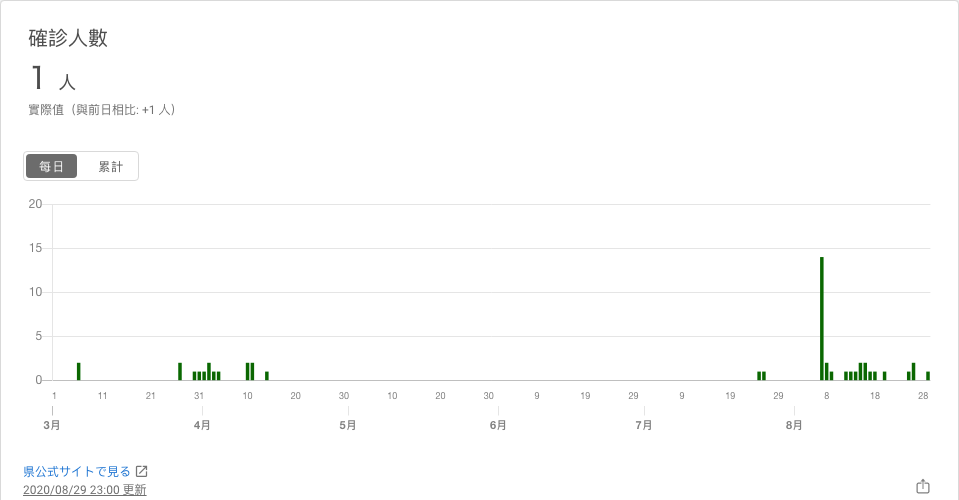 確診人數
1 人
實際值（與前日相比: +1 人）
每日 累計
20
15
10
5
0
1 11 21 31 10 20 30 10 20 30 9 19 29 9 19 29 8 18 28
3月 4月 5月 6月 7月 8月
県公式サイトで見る
2020/08/29 23:00 更新